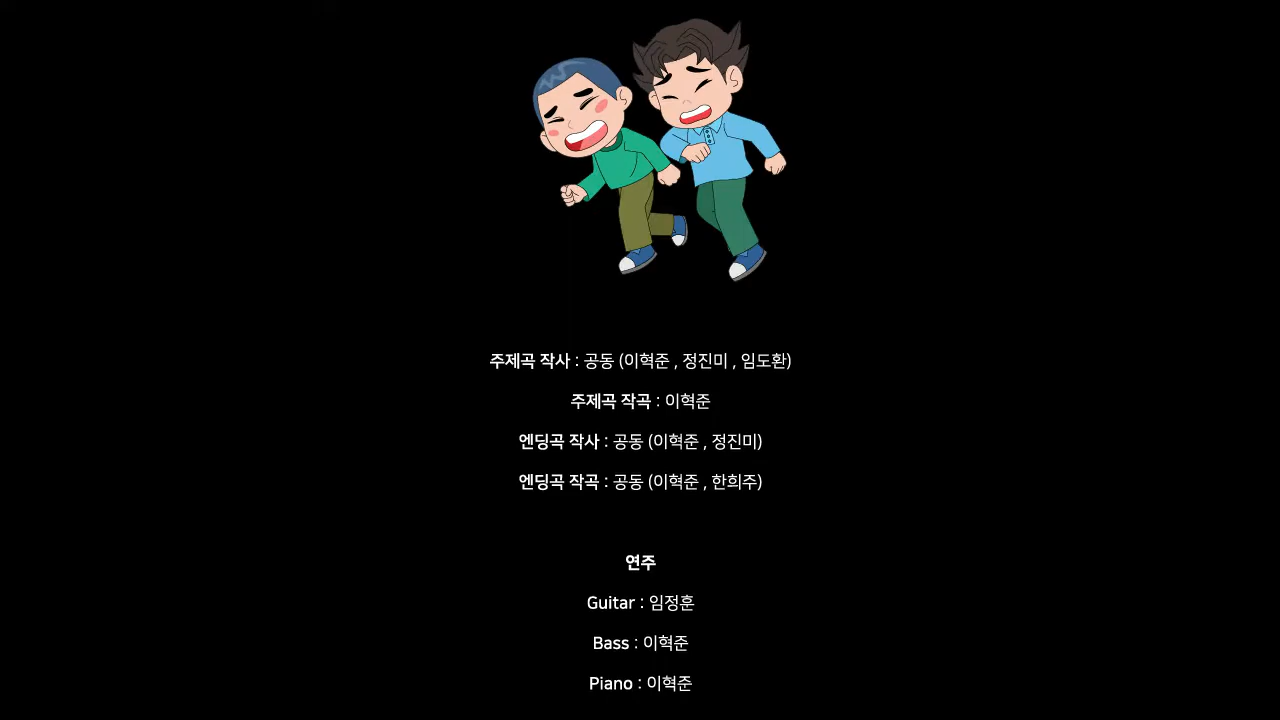 주제곡 작사 : 공동 (이혁준 , 정진미 , 임도환)
주제곡 작곡 : 이혁준
엔딩곡 작사 : 공동 (이혁준 , 정진미)
엔딩곡 작곡 : 공동 (이혁준 , 한희주)
연주
Guitar : 임정훈
Bass : 이혁준
Piano : 이혁준